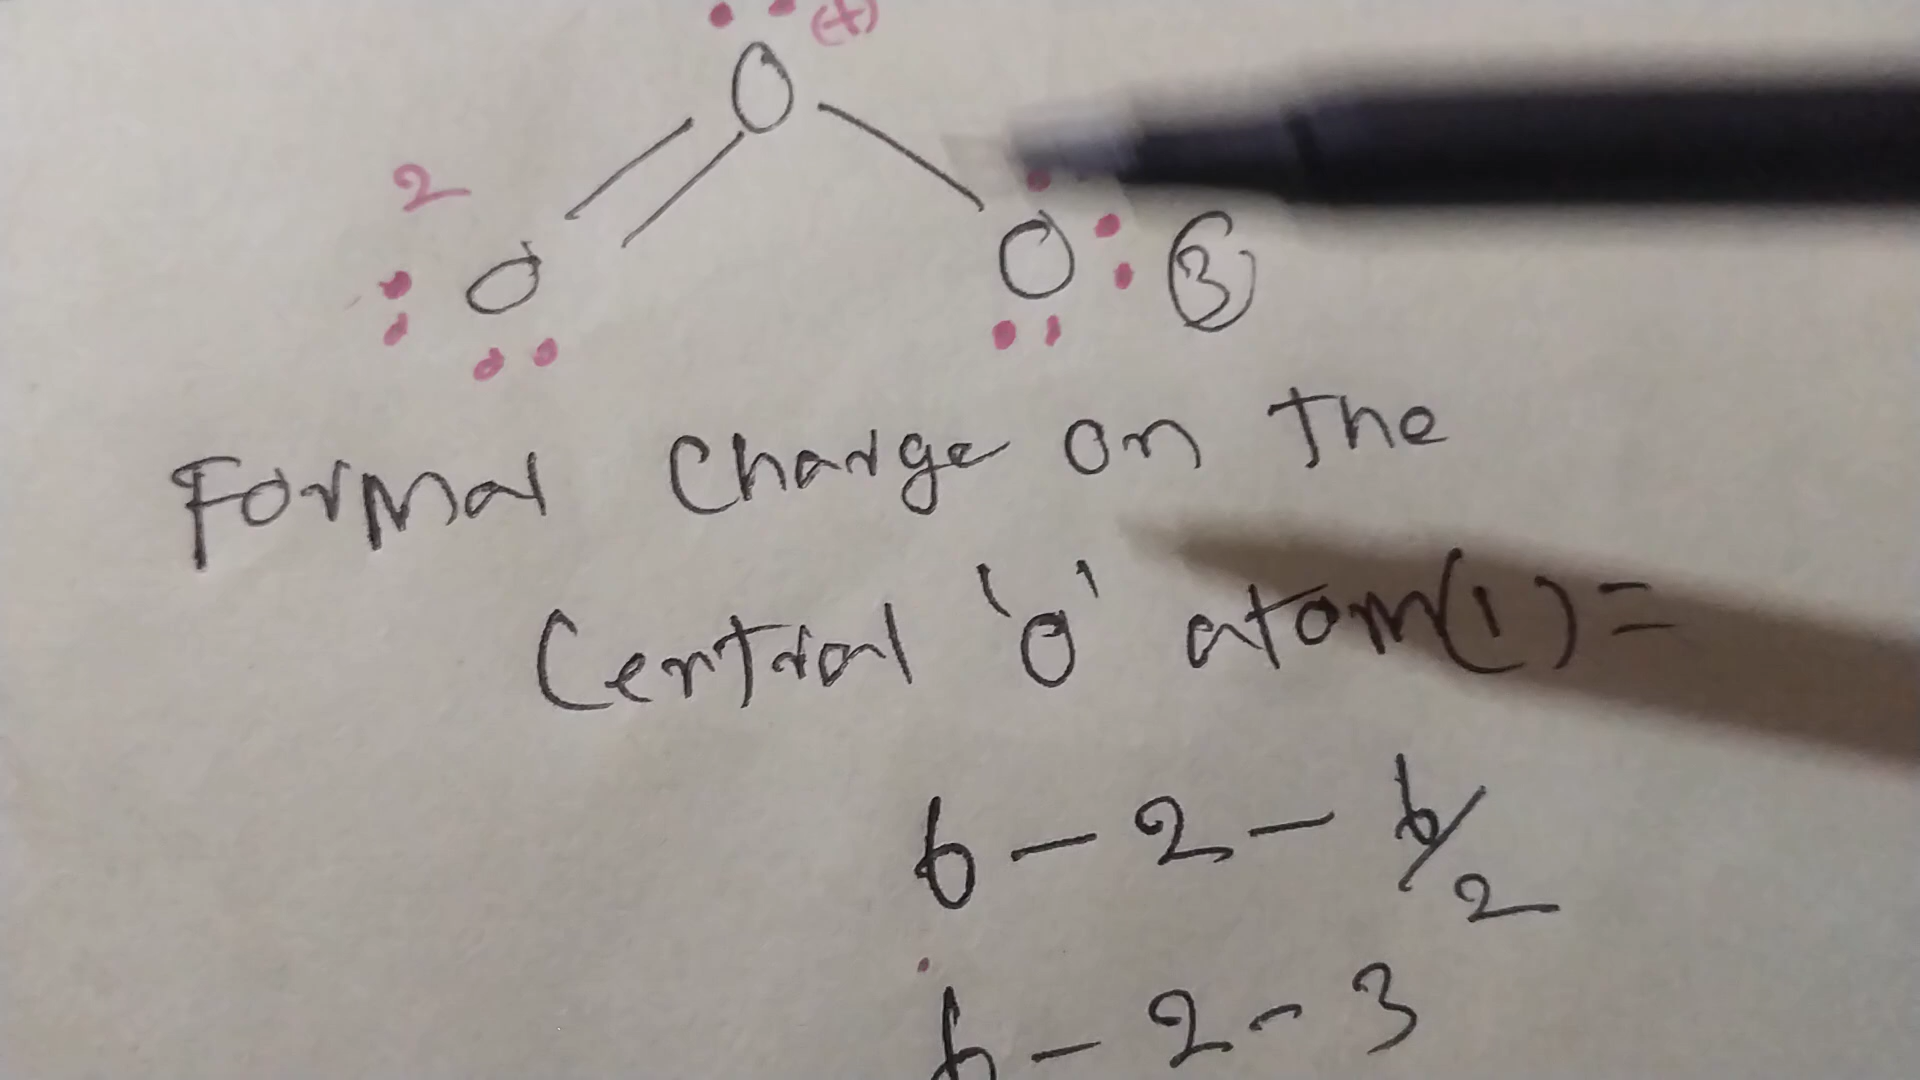 (+)
O
2
O
O
3
Formal Charge on The
Central 'O' atom(1) =
6 - 2 - 6/2
6 - 2 - 3